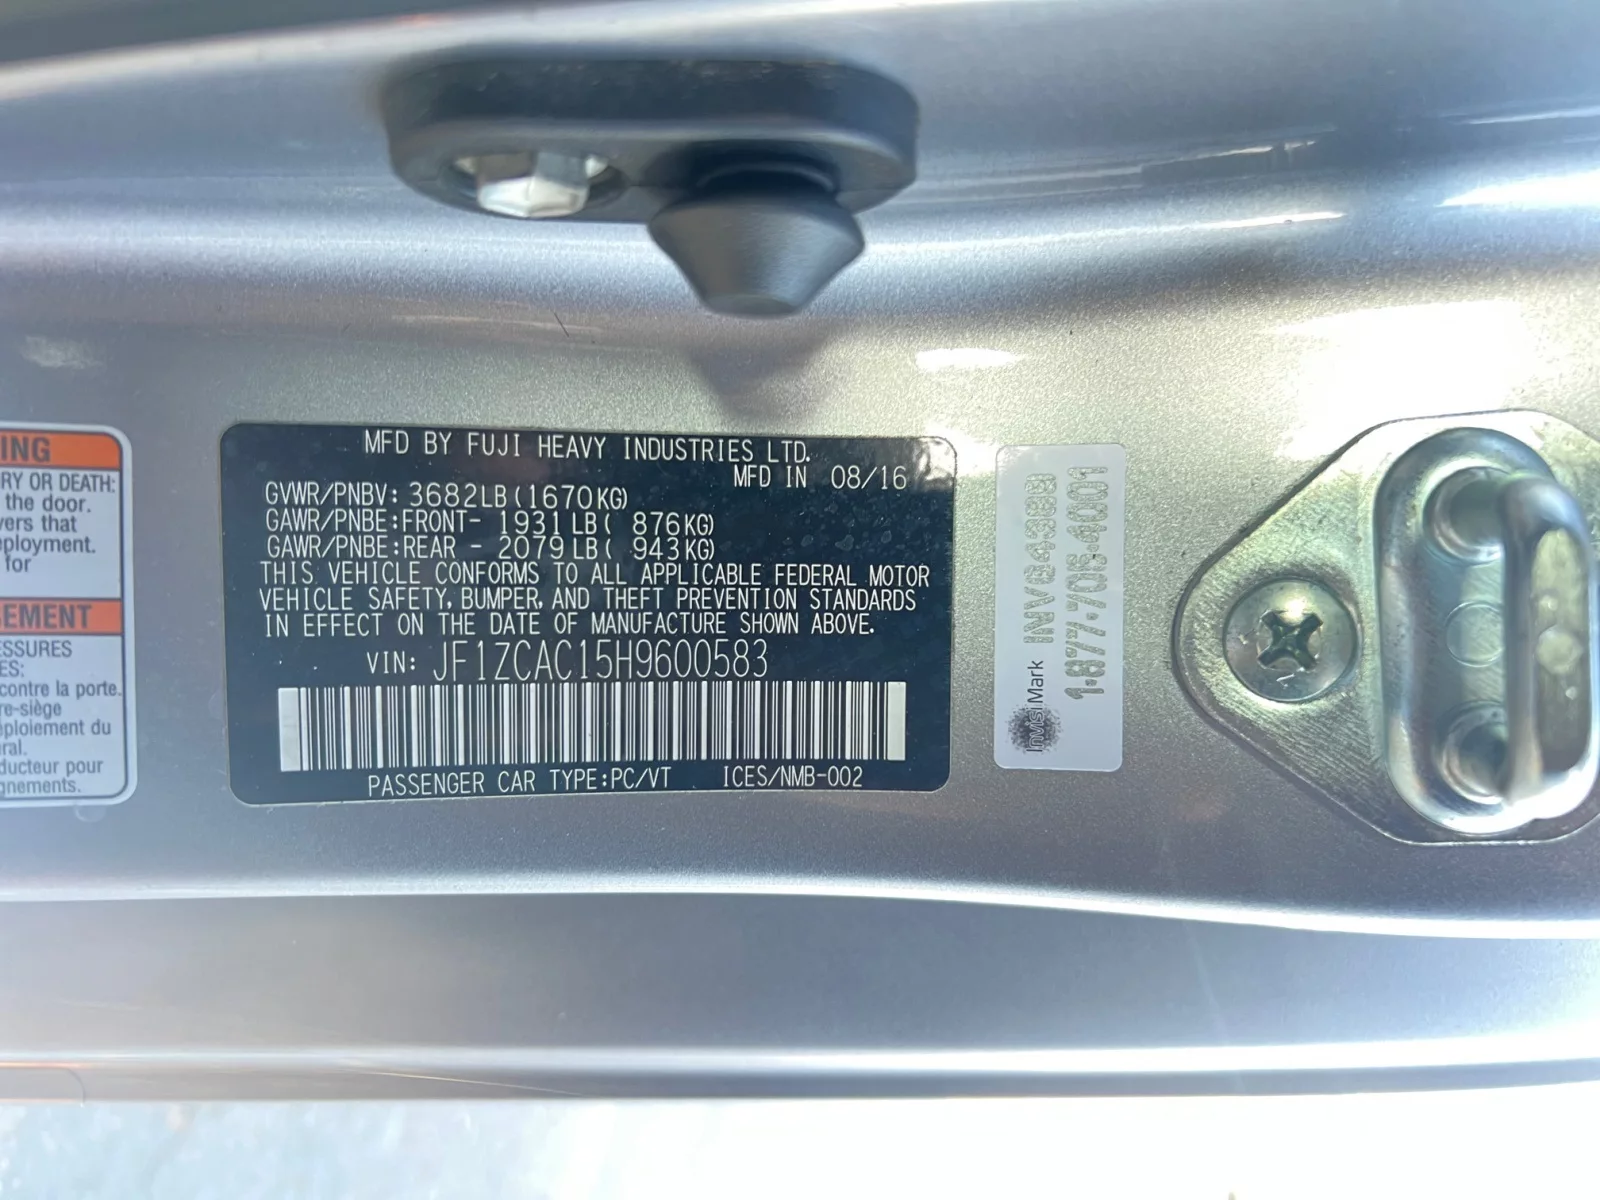 ING
RY OR DEATH:
the door.
vers that
eployment.
for
EMENT
ESSURES
ES:
contre la porte.
re-siège
éploiement du
ral.
ducteur pour
gnements.
MFD BY FUJI HEAVY INDUSTRIES LTD.
MFD IN 08/16
GVWR/PNBV: 3682LB(1670KG)
GAWR/PNBE:FRONT- 1931LB( 876KG)
GAWR/PNBE:REAR - 2079LB( 943KG)
THIS VEHICLE CONFORMS TO ALL APPLICABLE FEDERAL MOTOR
VEHICLE SAFETY, BUMPER, AND THEFT PREVENTION STANDARDS
IN EFFECT ON THE DATE OF MANUFACTURE SHOWN ABOVE.
VIN: JF1ZCAC15H9600583
PASSENGER CAR TYPE:PC/VT ICES/NMB-002
InvisiMark
1·877·706·4001